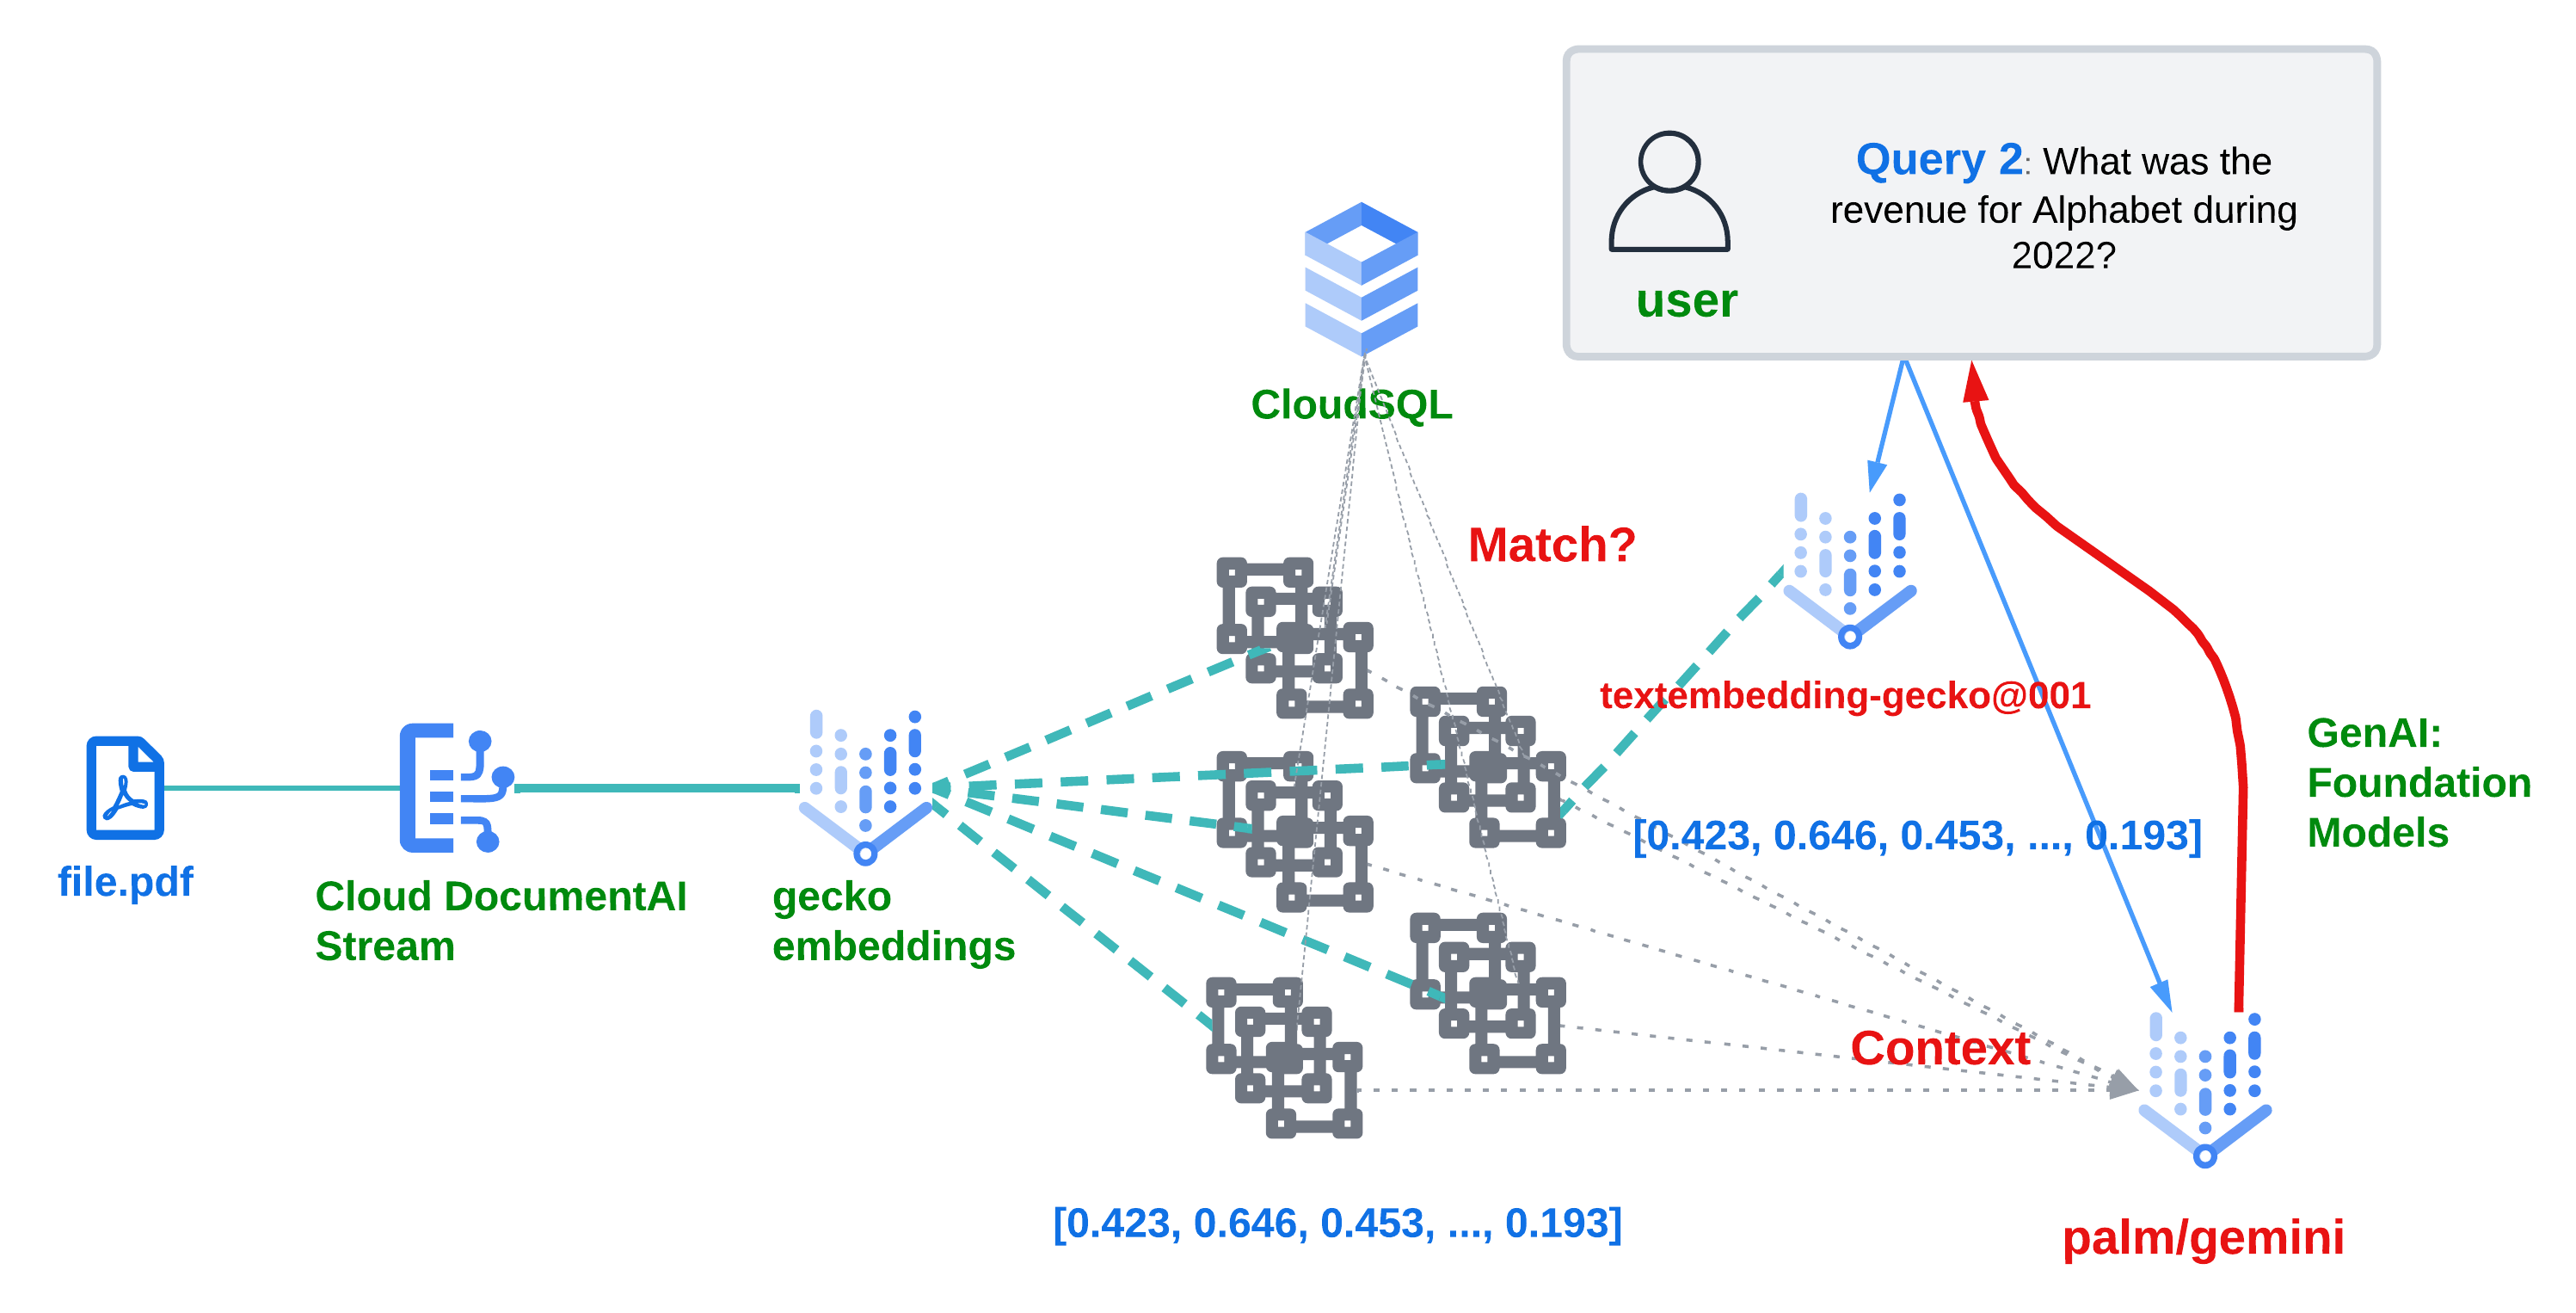 Query 2: What was the
revenue for Alphabet during
2022?
user
CloudSQL
Match?
textembedding-gecko@001
GenAI:
Foundation
Models
[0.423, 0.646, 0.453, ..., 0.193]
file.pdf
Cloud DocumentAI
Stream
gecko
embeddings
Context
[0.423, 0.646, 0.453, ..., 0.193]
palm/gemini